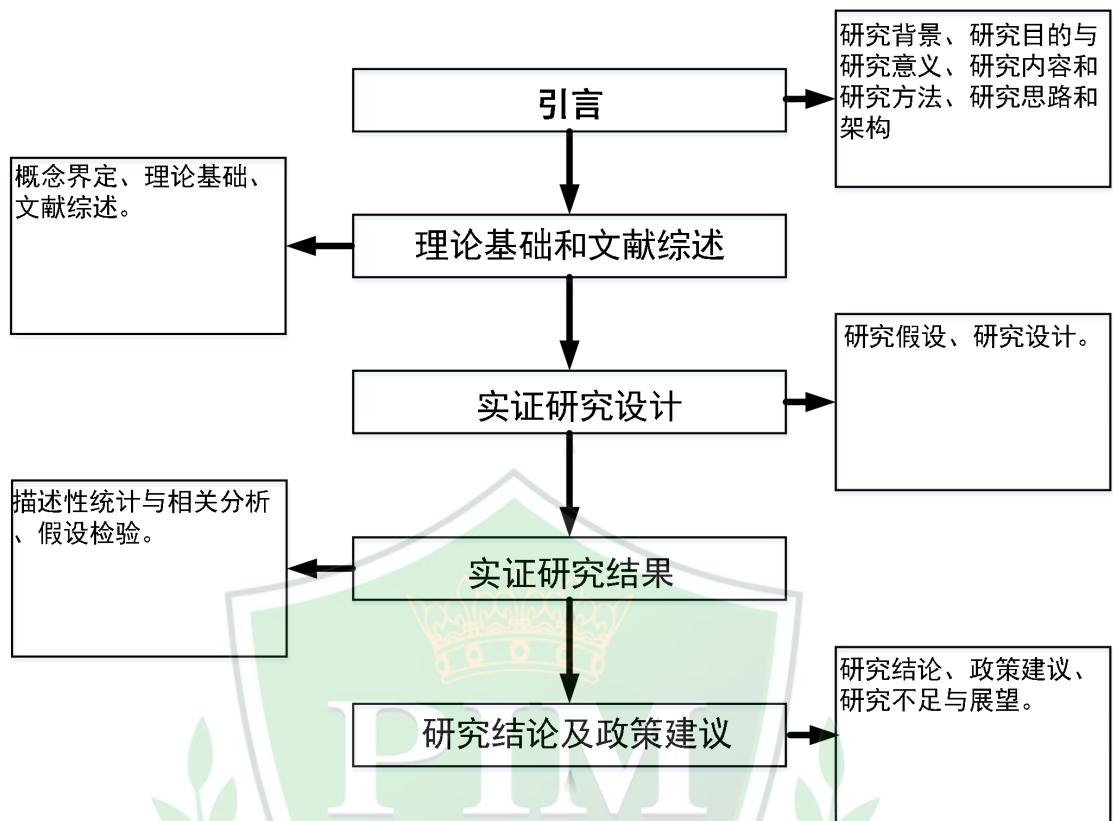 引言
研究背景、研究目的与
研究意义、研究内容和
研究方法、研究思路和
架构
理论基础和文献综述
概念界定、理论基础、
文献综述。
实证研究设计
研究假设、研究设计。
实证研究结果
描述性统计与相关分析
、假设检验。
研究结论及政策建议
研究结论、政策建议、
研究不足与展望。
PIM